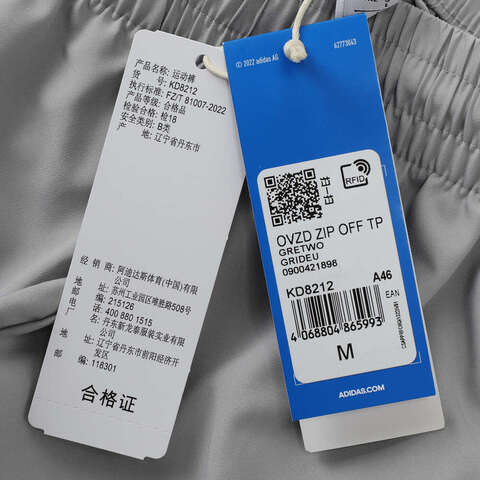 产品名称: 运动裤
货 号: KD8212
执行标准: FZ/T 81007-2022
产品等级: 合格品
检验合格: 检18
安全类别: B类
产 地: 辽宁省丹东市
经 销 商: 阿迪达斯体育(中国)有限
公司
地 址: 苏州工业园区唯胜路508号
邮 编: 215126
电 话: 400 880 1515
厂 名: 丹东新龙泰服装实业有限
公司
地 址: 辽宁省丹东市前阳经济开
发区
邮 编: 118301
合格证
© 2022 adidas AG
62773643
RFID
OVZD ZIP OFF TP
GRETWO
GRIDEU
0900421898
KD8212
A46
EAN
4 068804 865993
M
ADIDAS.COM